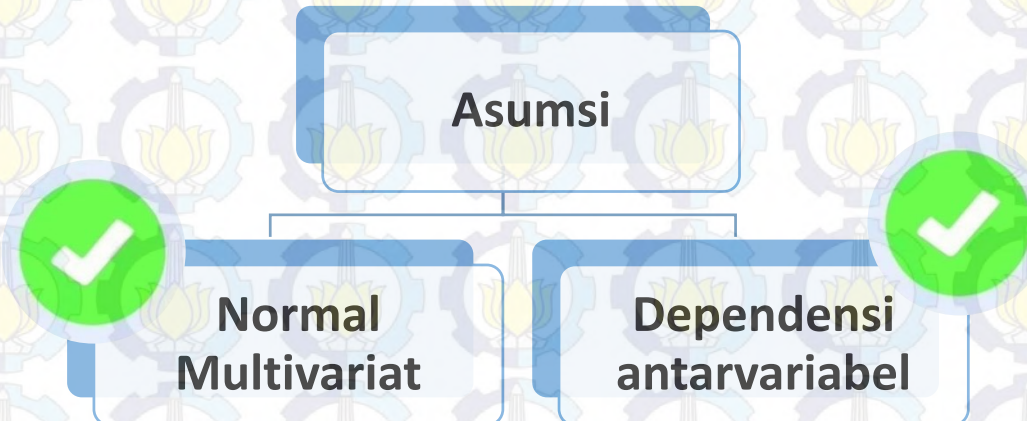 Asumsi
Normal
Multivariat
Dependensi
antarvariabel